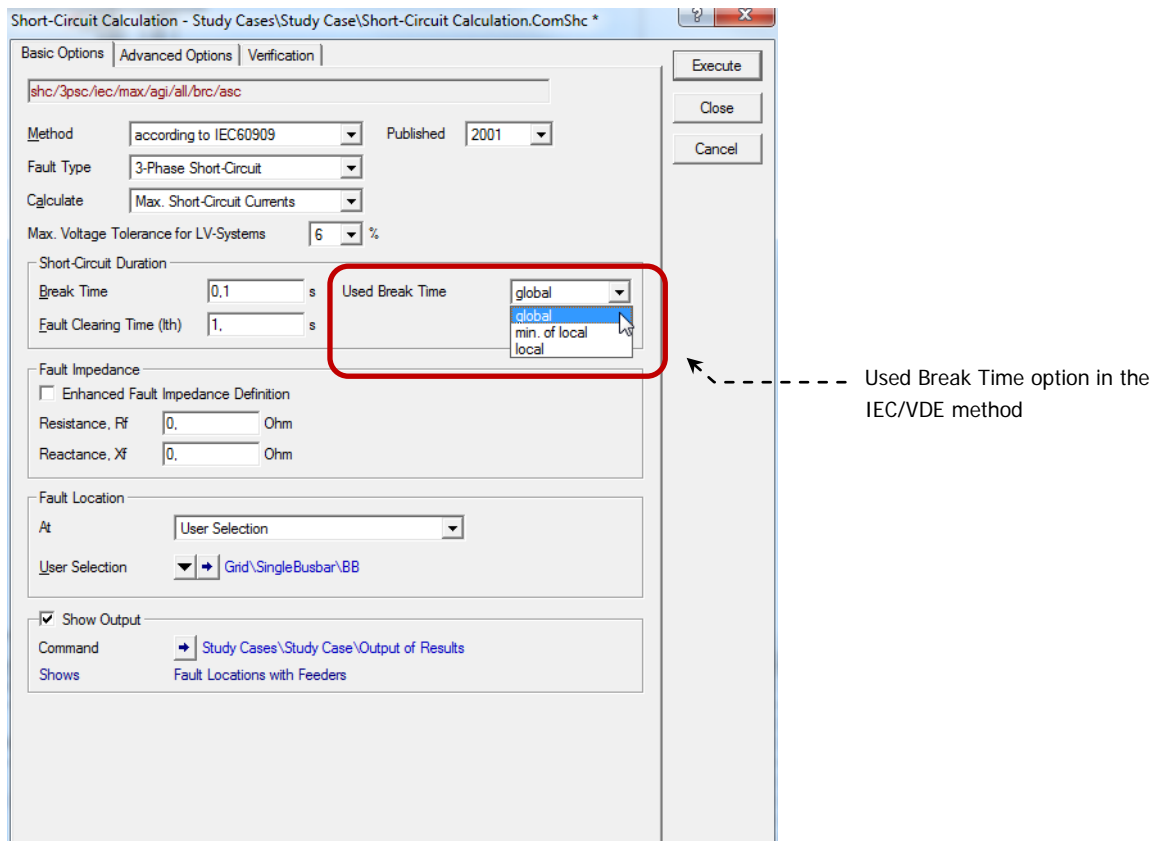 Short-Circuit Calculation - Study Cases\Study Case\Short-Circuit Calculation.ComShc *
Basic Options Advanced Options Verification
Execute
shc/3psc/iec/max/agi/all/brc/asc
Close
Method according to IEC60909 Published 2001
Cancel
Fault Type 3-Phase Short-Circuit
Calculate Max. Short-Circuit Currents
Max. Voltage Tolerance for LV-Systems 6 %
Short-Circuit Duration
Break Time 0,1 s Used Break Time global
global
min. of local
local
Fault Clearing Time (Ith) 1, s
Fault Impedance
Enhanced Fault Impedance Definition
Resistance, Rf 0, Ohm
Reactance, Xf 0, Ohm
Used Break Time option in the
IEC/VDE method
Fault Location
At User Selection
User Selection Grid\SingleBusbar\BB
Show Output
Command Study Cases\Study Case\Output of Results
Shows Fault Locations with Feeders